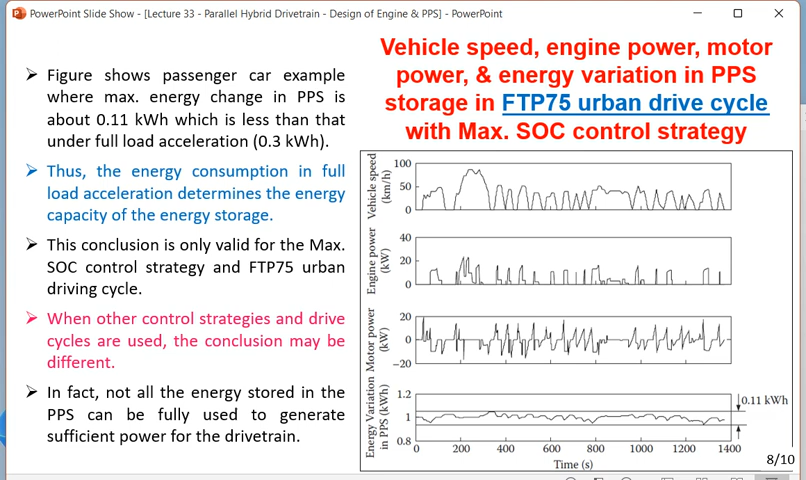 PowerPoint Slide Show - [Lecture 33 - Parallel Hybrid Drivetrain - Design of Engine & PPS] - PowerPoint
Vehicle speed, engine power, motor
power, & energy variation in PPS
storage in FTP75 urban drive cycle
with Max. SOC control strategy
➢ Figure shows passenger car example
where max. energy change in PPS is
about 0.11 kWh which is less than that
under full load acceleration (0.3 kWh).
➢ Thus, the energy consumption in full
load acceleration determines the energy
capacity of the energy storage.
➢ This conclusion is only valid for the Max.
SOC control strategy and FTP75 urban
driving cycle.
➢ When other control strategies and drive
cycles are used, the conclusion may be
different.
➢ In fact, not all the energy stored in the
PPS can be fully used to generate
sufficient power for the drivetrain.
Vehicle speed
(km/h)
100
50
0
Engine power
(kW)
40
20
0
Motor power
(kW)
20
0
−20
Energy Variation
in PPS (kWh)
1.2
1
0.8
0.11 kWh
0 200 400 600 800 1000 1200 1400
Time (s)
8/10